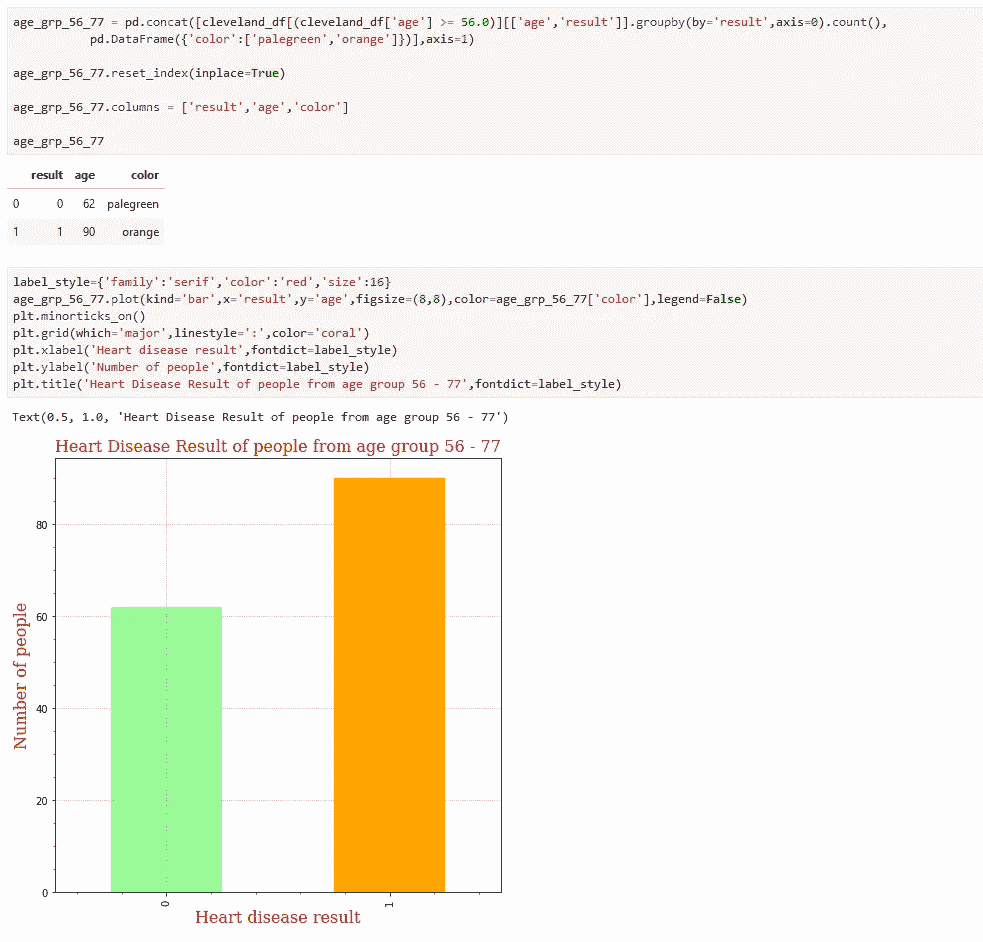 age_grp_56_77 = pd.concat([cleveland_df[(cleveland_df['age'] >= 56.0)][['age','result']].groupby(by='result',axis=0).count(),
pd.DataFrame({'color':['palegreen','orange']})],axis=1)
age_grp_56_77.reset_index(inplace=True)
age_grp_56_77.columns = ['result','age','color']
age_grp_56_77
result age color
0 0 62 palegreen
1 1 90 orange
label_style={'family':'serif','color':'red','size':16}
age_grp_56_77.plot(kind='bar',x='result',y='age',figsize=(8,8),color=age_grp_56_77['color'],legend=False)
plt.minorticks_on()
plt.grid(which='major',linestyle=':',color='coral')
plt.xlabel('Heart disease result',fontdict=label_style)
plt.ylabel('Number of people',fontdict=label_style)
plt.title('Heart Disease Result of people from age group 56 - 77',fontdict=label_style)
Text(0.5, 1.0, 'Heart Disease Result of people from age group 56 - 77')
Heart Disease Result of people from age group 56 - 77
Number of people
80
60
40
20
0
0 1
Heart disease result